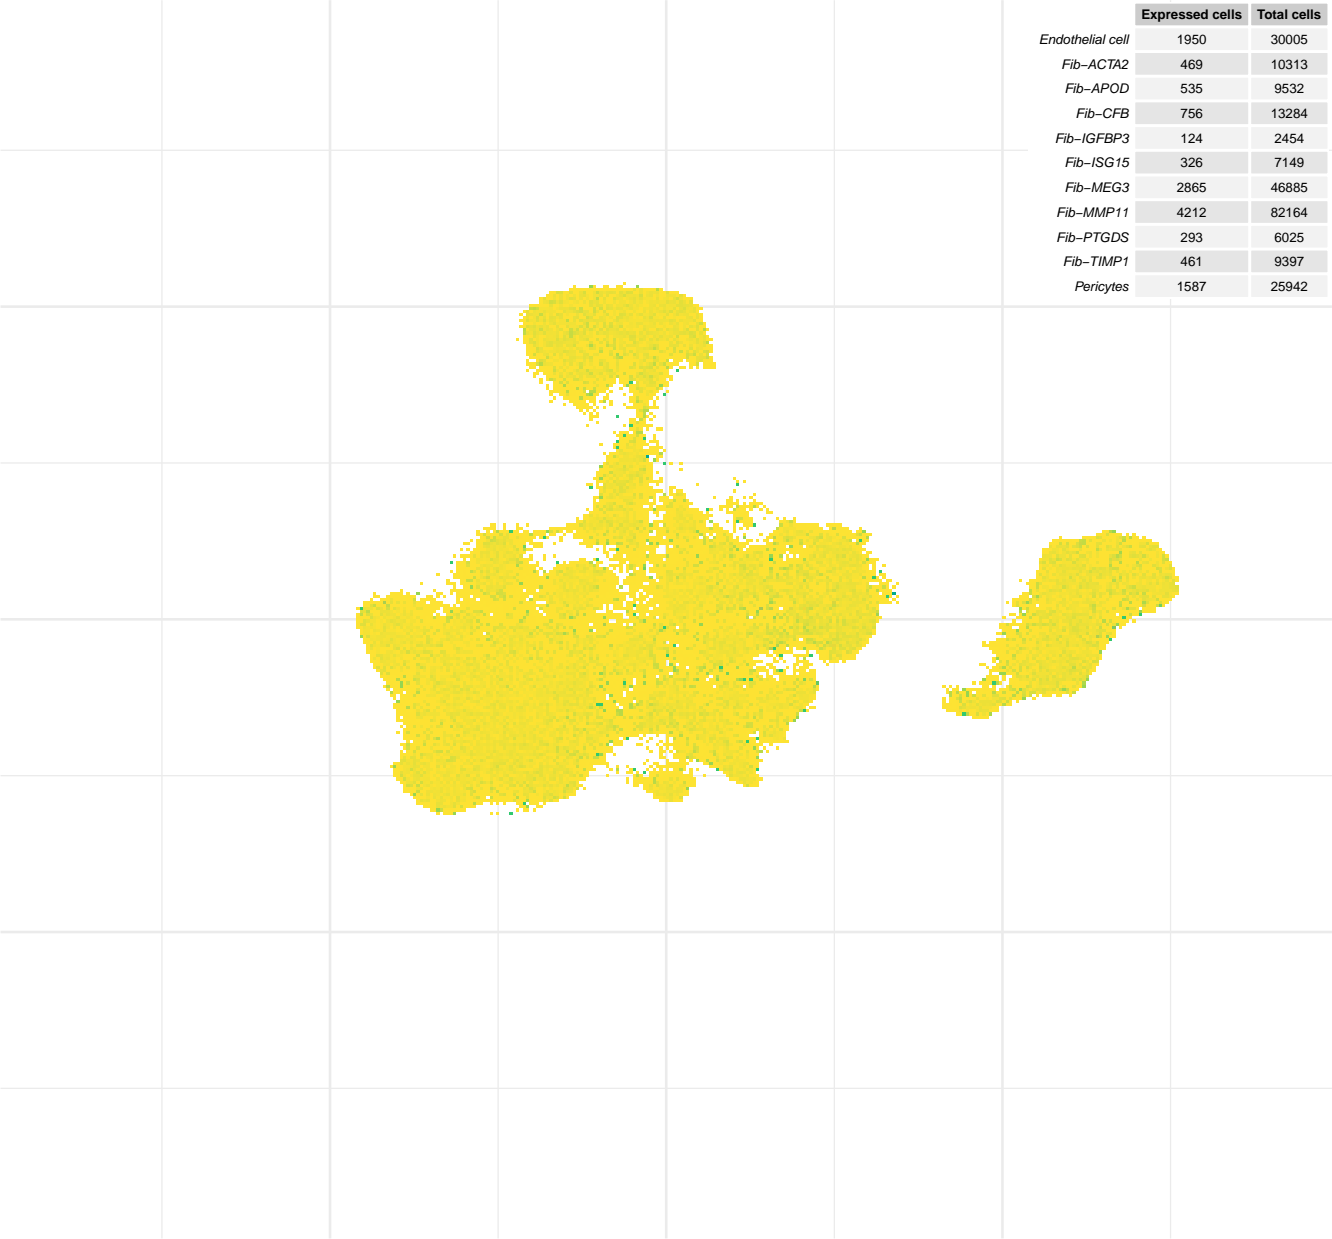 Expressed cells Total cells
Endothelial cell 1950 30005
Fib−ACTA2 469 10313
Fib−APOD 535 9532
Fib−CFB 756 13284
Fib−IGFBP3 124 2454
Fib−ISG15 326 7149
Fib−MEG3 2865 46885
Fib−MMP11 4212 82164
Fib−PTGDS 293 6025
Fib−TIMP1 461 9397
Pericytes 1587 25942